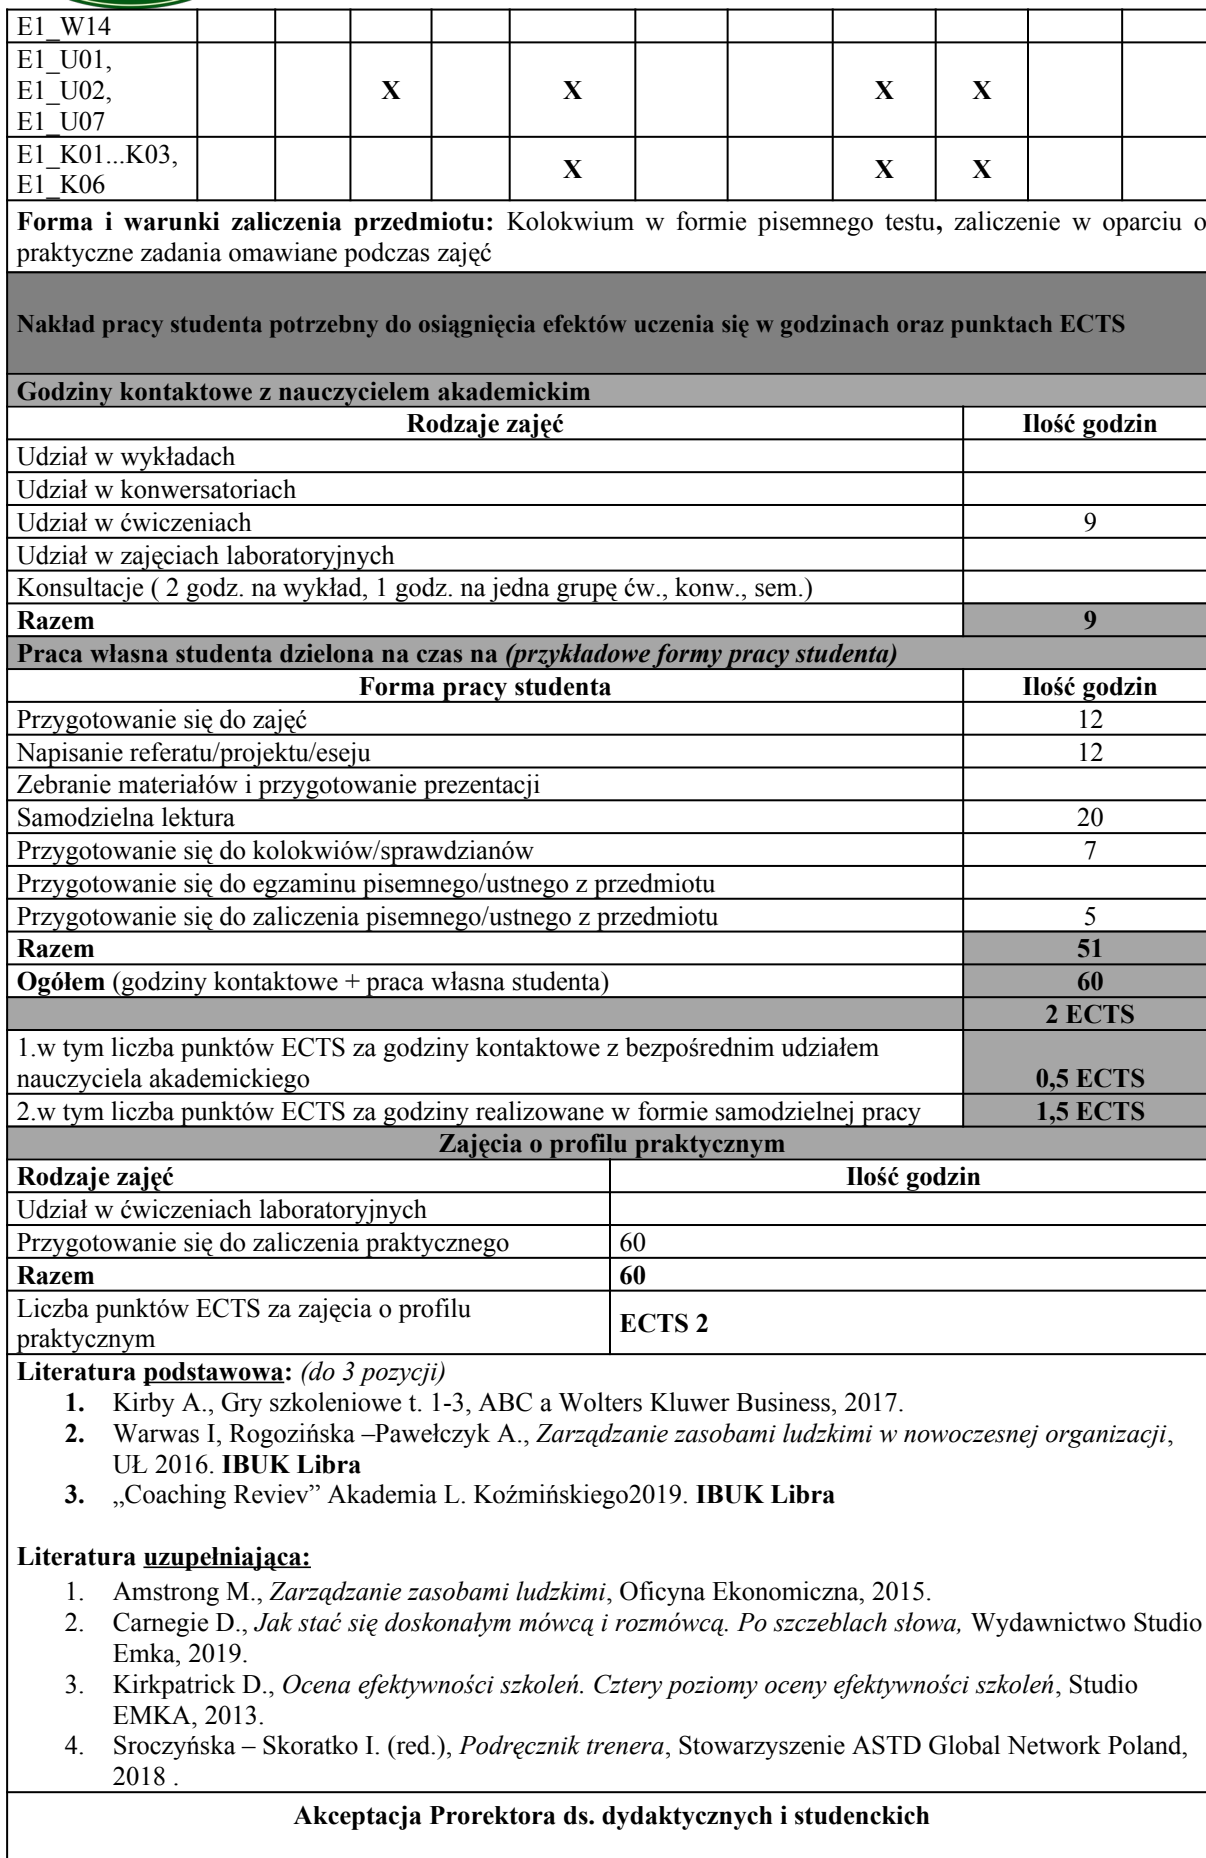 E1_W14
E1_U01,
E1_U02,
E1_U07
X X X X
E1_K01...K03,
E1_K06
X X X
Forma i warunki zaliczenia przedmiotu: Kolokwium w formie pisemnego testu, zaliczenie w oparciu o
praktyczne zadania omawiane podczas zajęć
Nakład pracy studenta potrzebny do osiągnięcia efektów uczenia się w godzinach oraz punktach ECTS
Godziny kontaktowe z nauczycielem akademickim
Rodzaje zajęć Ilość godzin
Udział w wykładach
Udział w konwersatoriach
Udział w ćwiczeniach 9
Udział w zajęciach laboratoryjnych
Konsultacje ( 2 godz. na wykład, 1 godz. na jedna grupę ćw., konw., sem.)
Razem 9
Praca własna studenta dzielona na czas na (przykładowe formy pracy studenta)
Forma pracy studenta Ilość godzin
Przygotowanie się do zajęć 12
Napisanie referatu/projektu/eseju 12
Zebranie materiałów i przygotowanie prezentacji
Samodzielna lektura 20
Przygotowanie się do kolokwiów/sprawdzianów 7
Przygotowanie się do egzaminu pisemnego/ustnego z przedmiotu
Przygotowanie się do zaliczenia pisemnego/ustnego z przedmiotu 5
Razem 51
Ogółem (godziny kontaktowe + praca własna studenta) 60
2 ECTS
1.w tym liczba punktów ECTS za godziny kontaktowe z bezpośrednim udziałem
nauczyciela akademickiego 0,5 ECTS
2.w tym liczba punktów ECTS za godziny realizowane w formie samodzielnej pracy 1,5 ECTS
Zajęcia o profilu praktycznym
Rodzaje zajęć Ilość godzin
Udział w ćwiczeniach laboratoryjnych
Przygotowanie się do zaliczenia praktycznego 60
Razem 60
Liczba punktów ECTS za zajęcia o profilu
praktycznym
ECTS 2
Literatura podstawowa: (do 3 pozycji)
1. Kirby A., Gry szkoleniowe t. 1-3, ABC a Wolters Kluwer Business, 2017.
2. Warwas I, Rogozińska –Pawełczyk A., Zarządzanie zasobami ludzkimi w nowoczesnej organizacji,
UŁ 2016. IBUK Libra
3. „Coaching Reviev” Akademia L. Koźmińskiego2019. IBUK Libra
Literatura uzupełniająca:
1. Amstrong M., Zarządzanie zasobami ludzkimi, Oficyna Ekonomiczna, 2015.
2. Carnegie D., Jak stać się doskonałym mówcą i rozmówcą. Po szczeblach słowa, Wydawnictwo Studio
Emka, 2019.
3. Kirkpatrick D., Ocena efektywności szkoleń. Cztery poziomy oceny efektywności szkoleń, Studio
EMKA, 2013.
4. Sroczyńska – Skoratko I. (red.), Podręcznik trenera, Stowarzyszenie ASTD Global Network Poland,
2018 .
Akceptacja Prorektora ds. dydaktycznych i studenckich